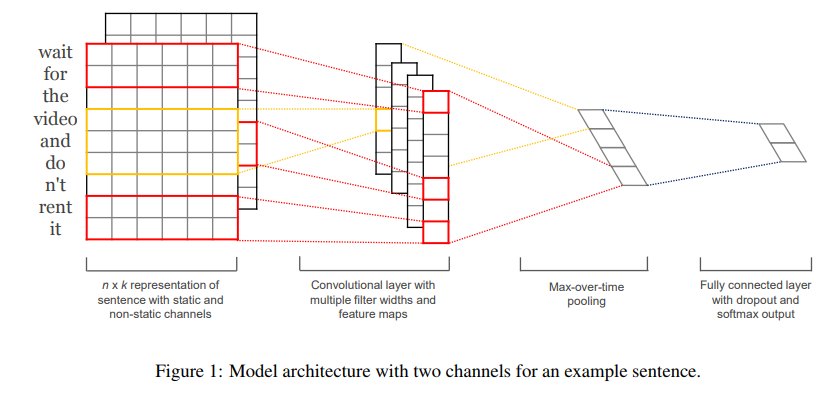 wait
for
the
video
and
do
n't
rent
it
n x k representation of
sentence with static and
non-static channels
Convolutional layer with
multiple filter widths and
feature maps
Max-over-time
pooling
Fully connected layer
with dropout and
softmax output
Figure 1: Model architecture with two channels for an example sentence.